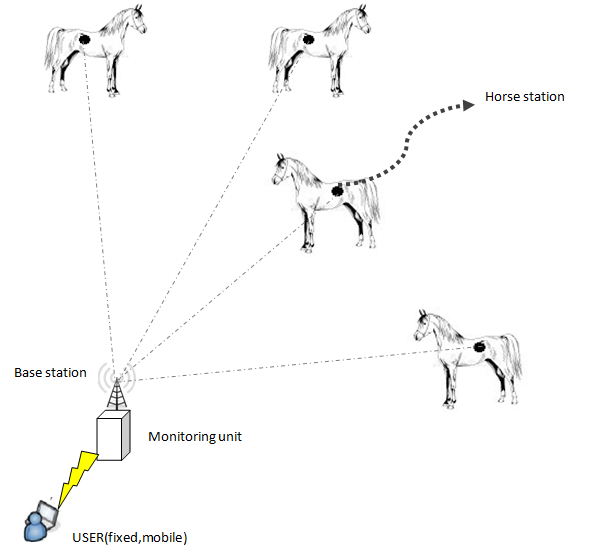 Horse station
Base station
Monitoring unit
USER(fixed,mobile)